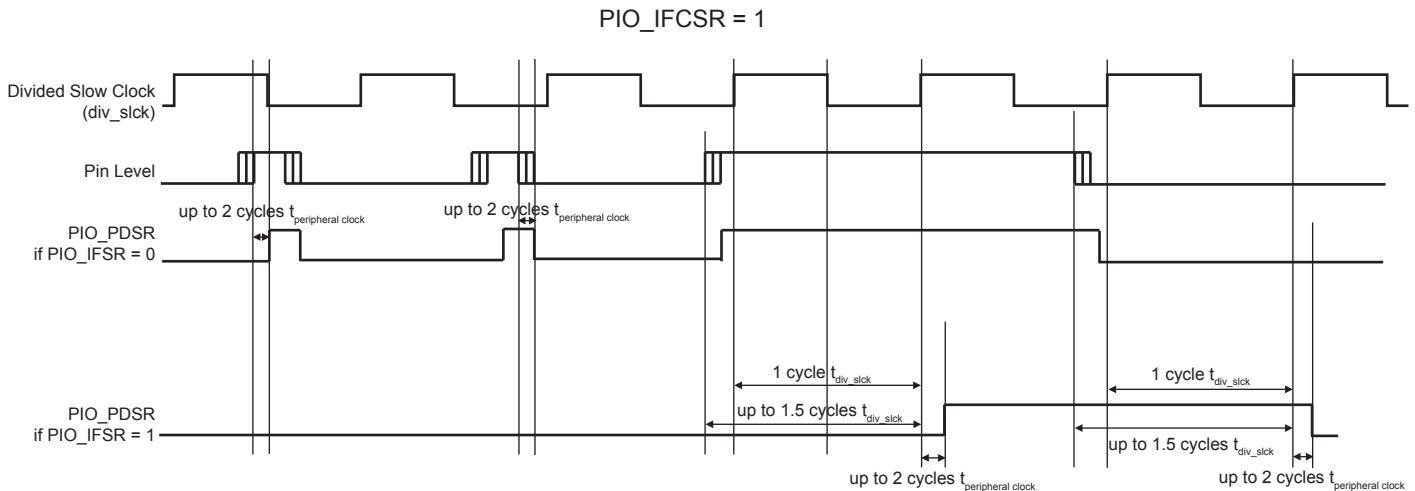 PIO_IFCSR = 1
Divided Slow Clock
(div_slck)
Pin Level
up to 2 cycles tperipheral clock
up to 2 cycles tperipheral clock
PIO_PDSR
if PIO_IFSR = 0
1 cycle tdiv_slck
1 cycle tdiv_slck
PIO_PDSR
if PIO_IFSR = 1
up to 1.5 cycles tdiv_slck
up to 1.5 cycles tdiv_slck
up to 2 cycles tperipheral clock
up to 2 cycles tperipheral clock